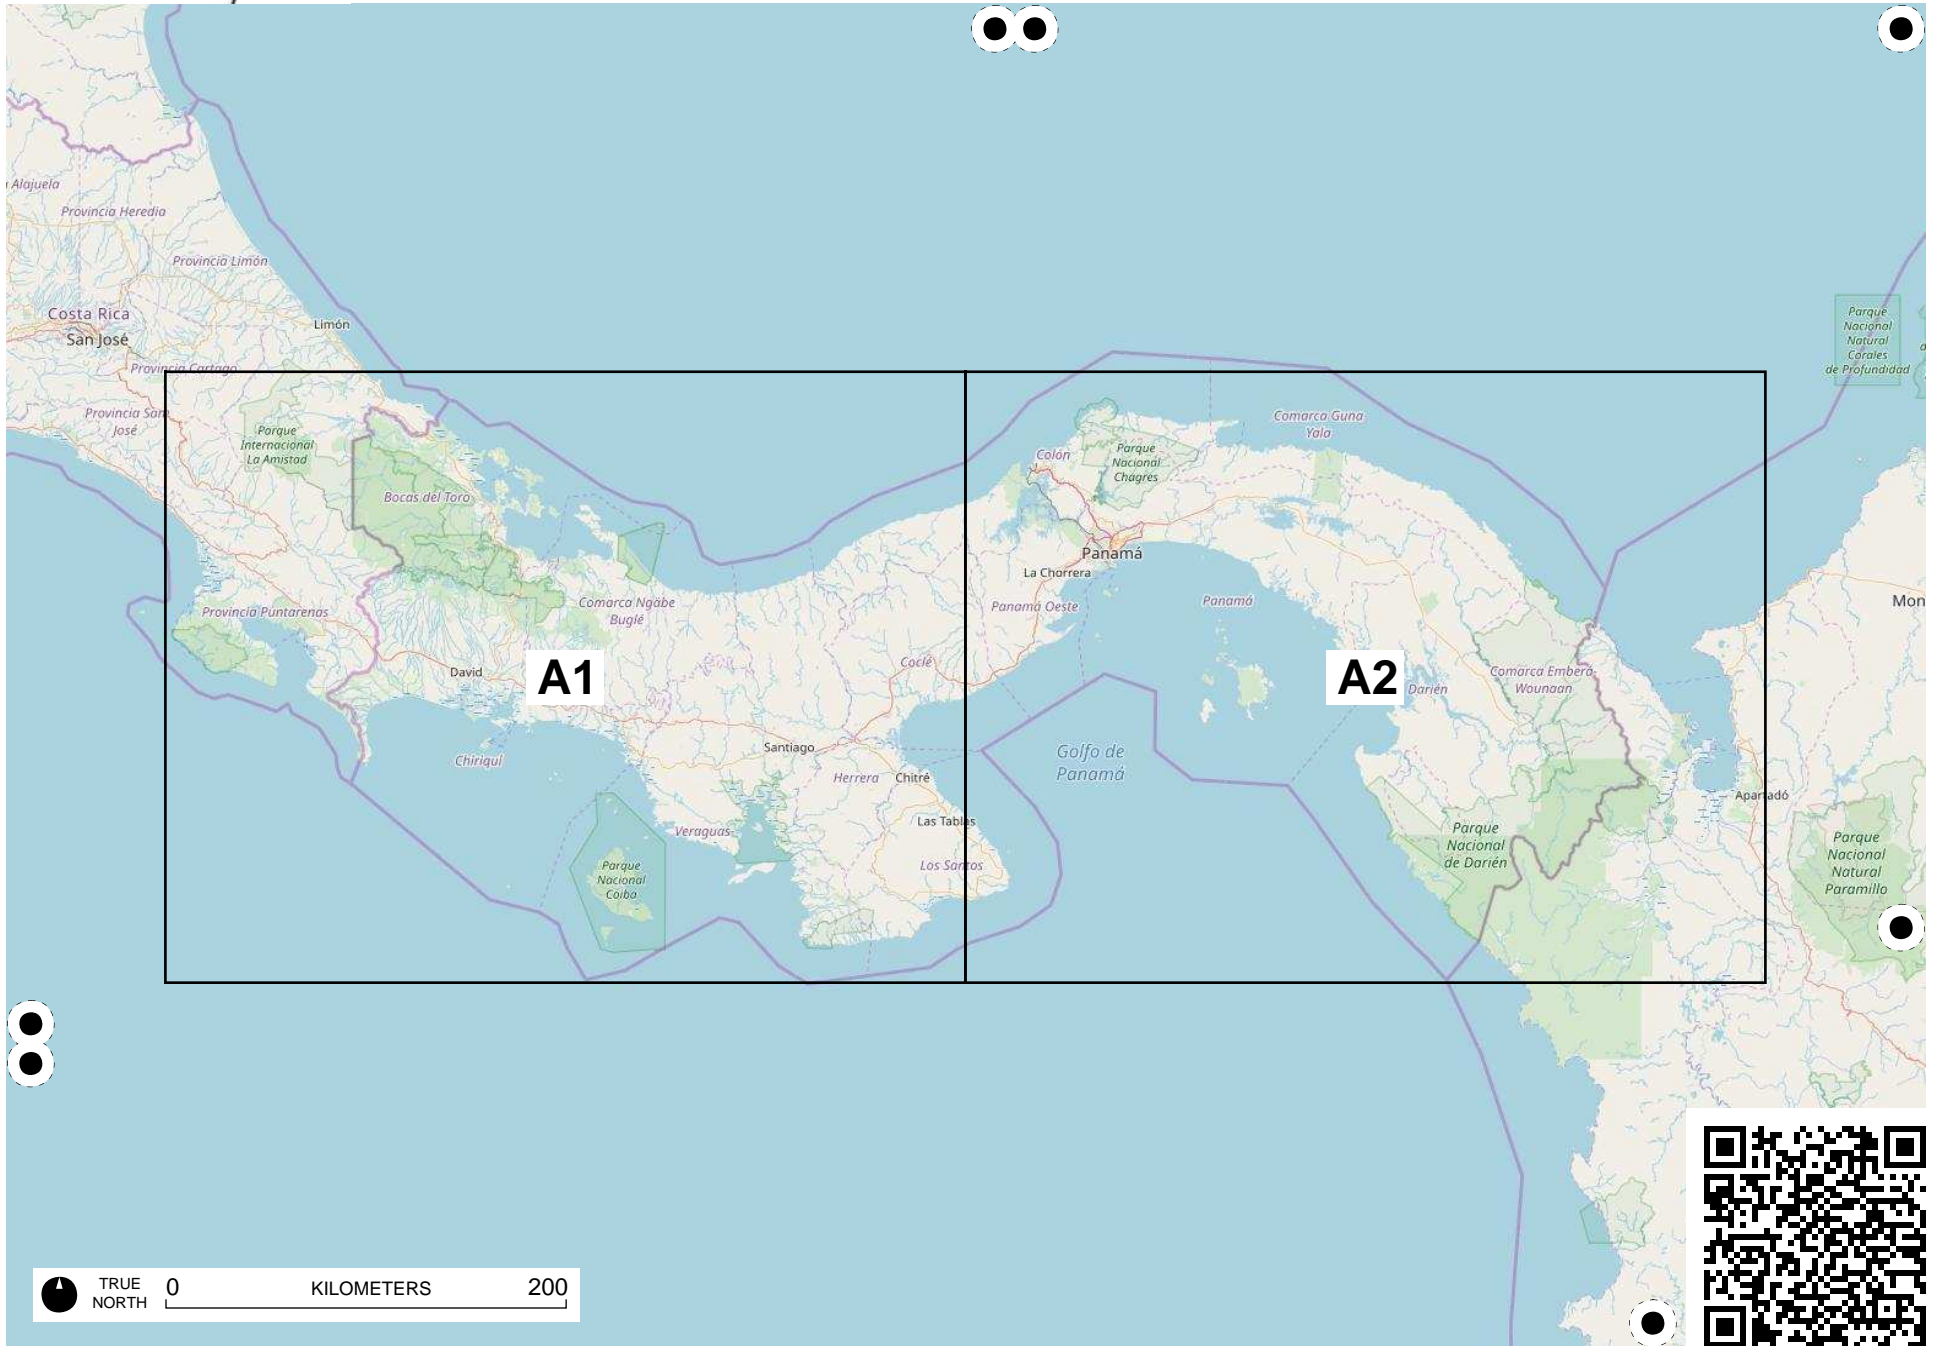 Alajuela
Provincia Heredia
Provincia Limón
Costa Rica
San José
Limón
Provincia Cartago
Provincia San
José
Parque
Internacional
La Amistad
Bocas del Toro
Provincia Puntarenas
Comarca Ngäbe
Buglé
David
A1
Coclé
Chiriquí
Santiago
Herrera
Chitré
Las Tablas
Veraguas
Los Santos
Parque
Nacional
Coiba
Colón
Parque
Nacional
Chagres
Comarca Guna
Yala
Panamá
La Chorrera
Panamá Oeste
Panamá
A2
Darién
Comarca Emberá
Wounaan
Golfo de
Panamá
Parque
Nacional
de Darién
Apartadó
Parque
Nacional
Natural
Corales
de Profundidad
Mon
Parque
Nacional
Natural
Paramillo
TRUE
NORTH
0
KILOMETERS
200